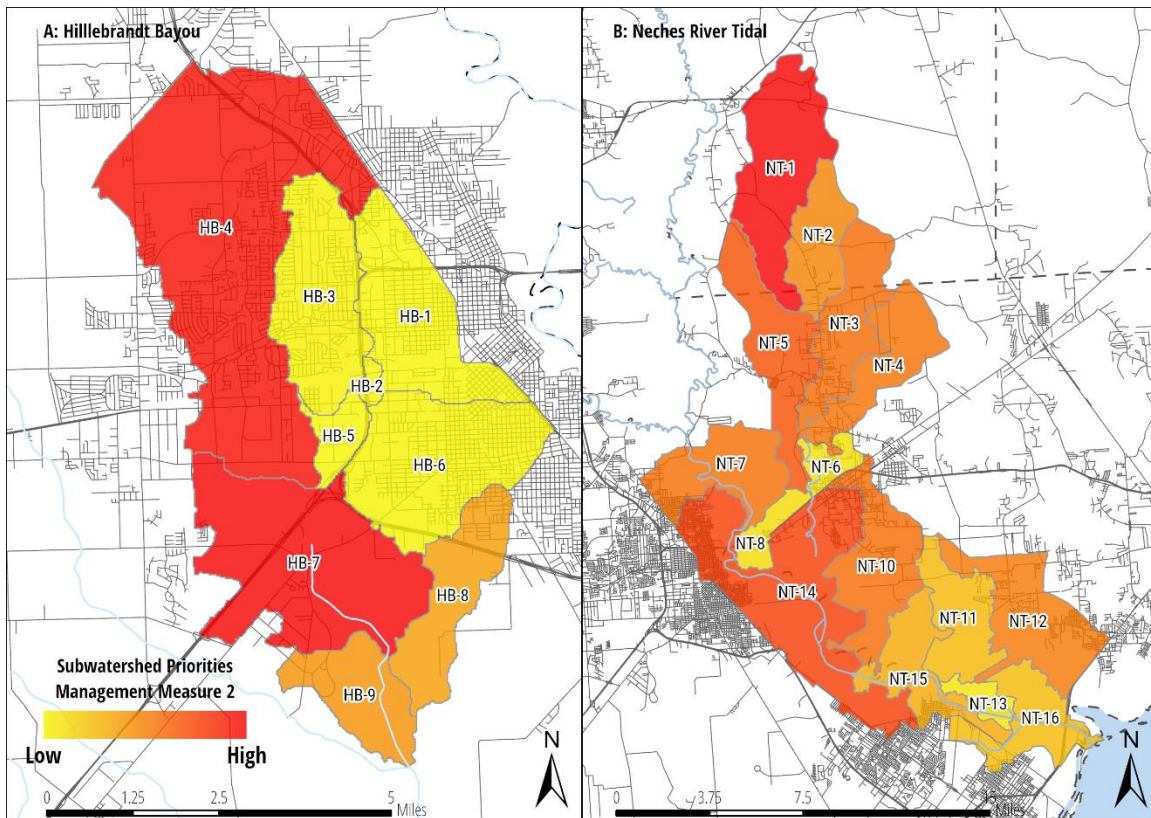 A: Hilllebrandt Bayou
HB-4
HB-3
HB-1
HB-2
HB-5
HB-6
HB-7
HB-8
HB-9
Subwatershed Priorities
Management Measure 2
Low High
N
0 1.25 2.5 5
Miles
B: Neches River Tidal
NT-1
NT-2
NT-3
NT-5
NT-4
NT-7
NT-6
NT-8
NT-10
NT-14
NT-11
NT-12
NT-15
NT-13
NT-16
N
0 3.75 7.5 15
Miles